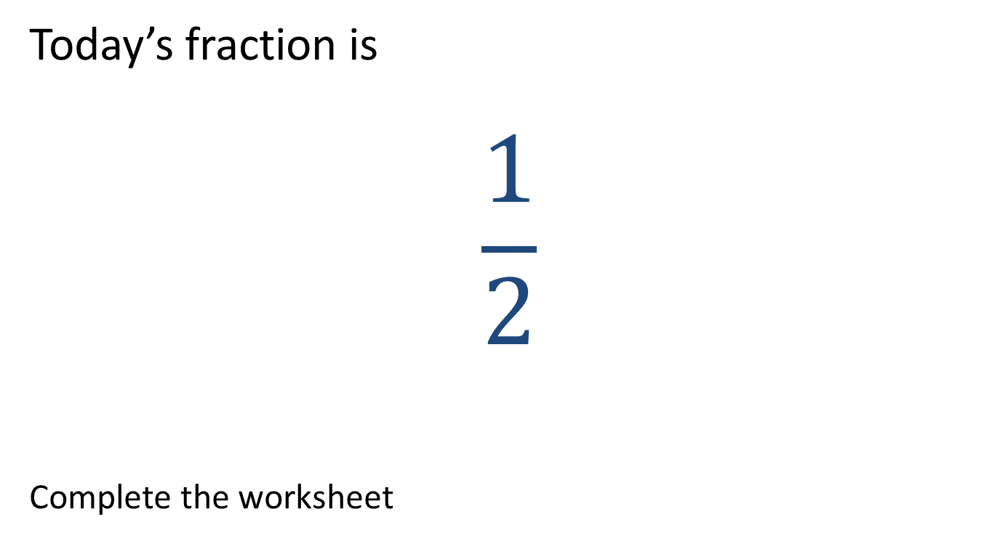 Today’s fraction is
1
2
Complete the worksheet